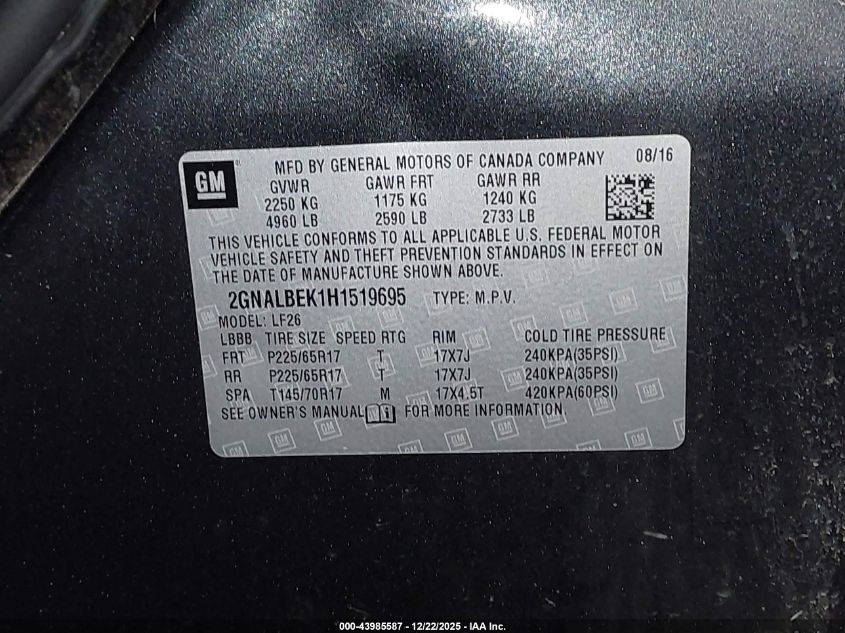 GM
MFD BY GENERAL MOTORS OF CANADA COMPANY 08/16
GVWR GAWR FRT GAWR RR
2250 KG 1175 KG 1240 KG
4960 LB 2590 LB 2733 LB
THIS VEHICLE CONFORMS TO ALL APPLICABLE U.S. FEDERAL MOTOR
VEHICLE SAFETY AND THEFT PREVENTION STANDARDS IN EFFECT ON
THE DATE OF MANUFACTURE SHOWN ABOVE.
2GNALBEK1H1519695 TYPE: M.P.V.
MODEL: LF26
LBBB TIRE SIZE SPEED RTG RIM COLD TIRE PRESSURE
FRT P225/65R17 T 17X7J 240KPA(35PSI)
RR P225/65R17 T 17X7J 240KPA(35PSI)
SPA T145/70R17 M 17X4.5T 420KPA(60PSI)
SEE OWNER'S MANUAL i FOR MORE INFORMATION.
000-43985587 - 12/22/2025 - IAA Inc.